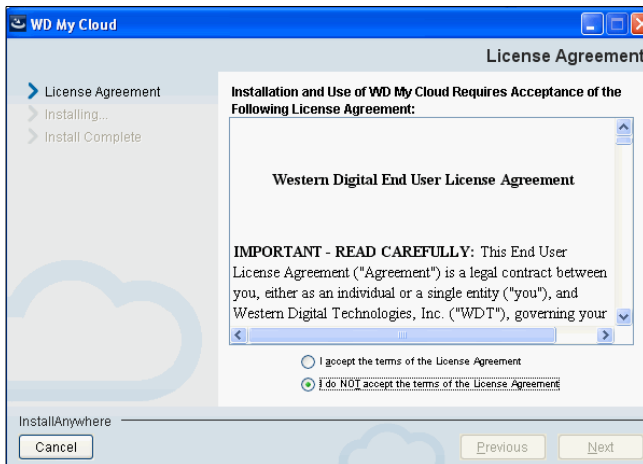 WD My Cloud
License Agreement
License Agreement
Installing...
Install Complete
Installation and Use of WD My Cloud Requires Acceptance of the
Following License Agreement:
Western Digital End User License Agreement
IMPORTANT - READ CAREFULLY: This End User
License Agreement ("Agreement") is a legal contract between
you, either as an individual or a single entity ("you"), and
Western Digital Technologies, Inc. ("WDT"), governing your
I accept the terms of the License Agreement
I do NOT accept the terms of the License Agreement
InstallAnywhere
Cancel
Previous
Next